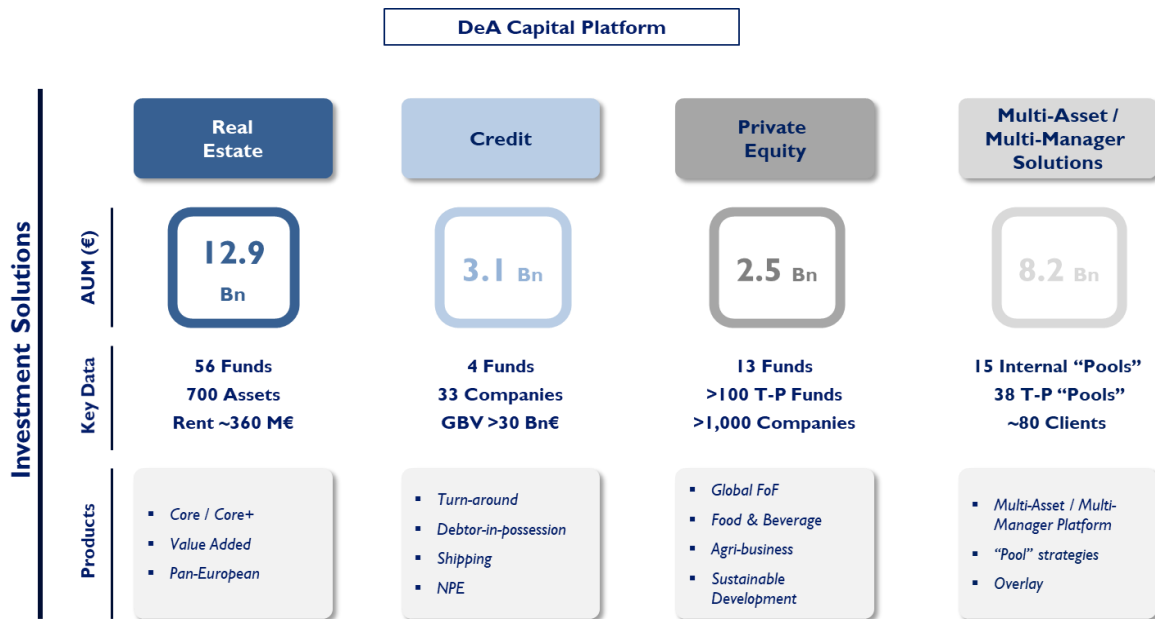 DeA Capital Platform
Investment Solutions
Real
Estate
Credit
Private
Equity
Multi-Asset /
Multi-Manager
Solutions
AUM (€)
12.9
Bn
3.1 Bn
2.5 Bn
8.2 Bn
Key Data
56 Funds
700 Assets
Rent ~360 M€
4 Funds
33 Companies
GBV >30 Bn€
13 Funds
>100 T-P Funds
>1,000 Companies
15 Internal “Pools”
38 T-P “Pools”
~80 Clients
Products
▪ Core / Core+
▪ Value Added
▪ Pan-European
▪ Turn-around
▪ Debtor-in-possession
▪ Shipping
▪ NPE
▪ Global FoF
▪ Food & Beverage
▪ Agri-business
▪ Sustainable
Development
▪ Multi-Asset / Multi-
Manager Platform
▪ “Pool” strategies
▪ Overlay